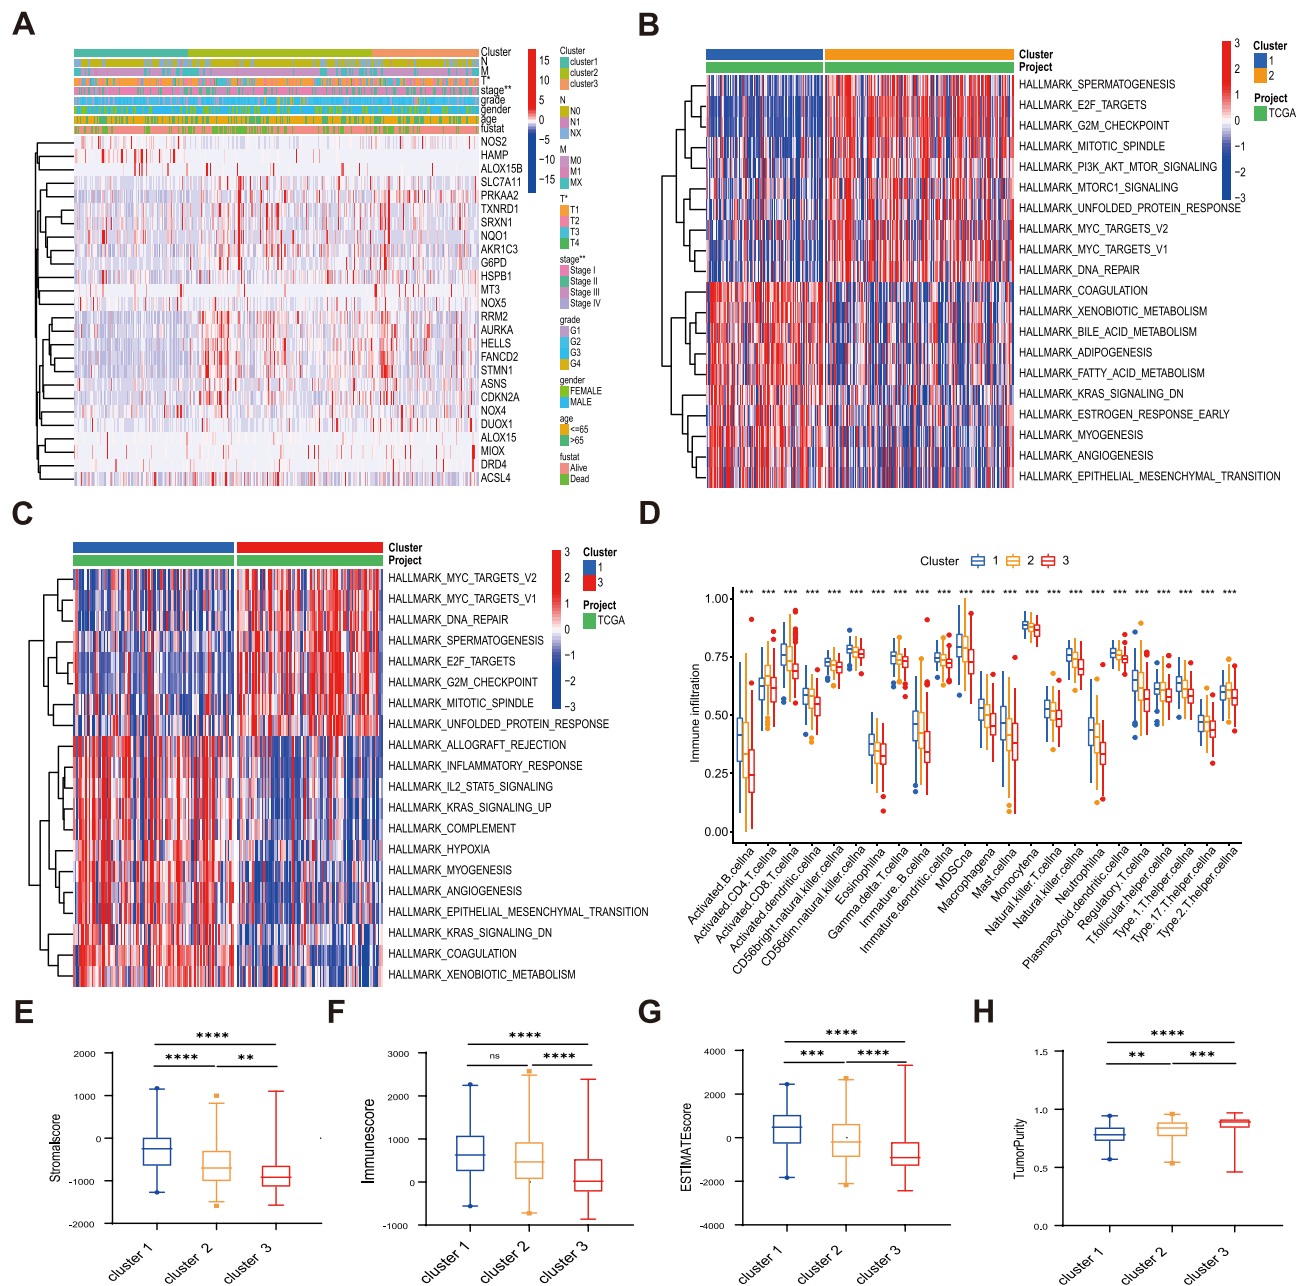 A
Cluster
N
M
T*
stage**
grade
gender
age
fustat
NOS2
HAMP
ALOX15B
SLC7A11
PRKAA2
TXNRD1
SRXN1
NQO1
AKR1C3
G6PD
HSPB1
MT3
NOX5
RRM2
AURKA
HELLS
FANCD2
STMN1
ASNS
CDKN2A
NOX4
DUOX1
ALOX15
MIOX
DRD4
ACSL4
15
10
5
0
−5
−10
−15
Cluster
cluster1
cluster2
cluster3
N
N0
N1
NX
M
M0
M1
MX
T*
T1
T2
T3
T4
stage**
Stage I
Stage II
Stage III
Stage IV
grade
G1
G2
G3
G4
gender
FEMALE
MALE
age
<=65
>65
fustat
Alive
Dead
B
Cluster
Project
HALLMARK_SPERMATOGENESIS
HALLMARK_E2F_TARGETS
HALLMARK_G2M_CHECKPOINT
HALLMARK_MITOTIC_SPINDLE
HALLMARK_PI3K_AKT_MTOR_SIGNALING
HALLMARK_MTORC1_SIGNALING
HALLMARK_UNFOLDED_PROTEIN_RESPONSE
HALLMARK_MYC_TARGETS_V2
HALLMARK_MYC_TARGETS_V1
HALLMARK_DNA_REPAIR
HALLMARK_COAGULATION
HALLMARK_XENOBIOTIC_METABOLISM
HALLMARK_BILE_ACID_METABOLISM
HALLMARK_ADIPOGENESIS
HALLMARK_FATTY_ACID_METABOLISM
HALLMARK_KRAS_SIGNALING_DN
HALLMARK_ESTROGEN_RESPONSE_EARLY
HALLMARK_MYOGENESIS
HALLMARK_ANGIOGENESIS
HALLMARK_EPITHELIAL_MESENCHYMAL_TRANSITION
3
2
1
0
−1
−2
−3
Cluster
1
2
Project
TCGA
C
Cluster
Project
HALLMARK_MYC_TARGETS_V2
HALLMARK_MYC_TARGETS_V1
HALLMARK_DNA_REPAIR
HALLMARK_SPERMATOGENESIS
HALLMARK_E2F_TARGETS
HALLMARK_G2M_CHECKPOINT
HALLMARK_MITOTIC_SPINDLE
HALLMARK_UNFOLDED_PROTEIN_RESPONSE
HALLMARK_ALLOGRAFT_REJECTION
HALLMARK_INFLAMMATORY_RESPONSE
HALLMARK_IL2_STAT5_SIGNALING
HALLMARK_KRAS_SIGNALING_UP
HALLMARK_COMPLEMENT
HALLMARK_HYPOXIA
HALLMARK_MYOGENESIS
HALLMARK_ANGIOGENESIS
HALLMARK_EPITHELIAL_MESENCHYMAL_TRANSITION
HALLMARK_KRAS_SIGNALING_DN
HALLMARK_COAGULATION
HALLMARK_XENOBIOTIC_METABOLISM
3
2
1
0
−1
−2
−3
Cluster
1
3
Project
TCGA
D
Cluster 1 2 3
*** *** *** *** *** *** *** *** *** *** *** *** *** *** *** *** *** *** *** *** *** *** ***
1.00
0.75
0.50
0.25
0.00
Immune infiltration
Activated.B.cellna
Activated.CD4.T.cellna
Activated.CD8.T.cellna
Activated.dendritic.cellna
CD56bright.natural.killer.cellna
CD56dim.natural.killer.cellna
Eosinophilna
Gamma.delta.T.cellna
Immature..B.cellna
Immature.dendritic.cellna
MDSCna
Macrophagena
Mast.cellna
Monocytena
Natural.killer.T.cellna
Natural.killer.cellna
Neutrophilna
Plasmacytoid.dendritic.cellna
Regulatory.T.cellna
T.follicular.helper.cellna
Type.1.T.helper.cellna
Type.17.T.helper.cellna
Type.2.T.helper.cellna
E
****
**** **
2000
1000
0
-1000
-2000
Stromalscore
cluster 1
cluster 2
cluster 3
F
****
ns ****
3000
2000
1000
0
-1000
Immunescore
cluster 1
cluster 2
cluster 3
G
****
*** ****
4000
2000
0
-2000
-4000
ESTIMATEscore
cluster 1
cluster 2
cluster 3
H
****
** ***
1.5
1.0
0.5
0.0
TumorPurity
cluster 1
cluster 2
cluster 3